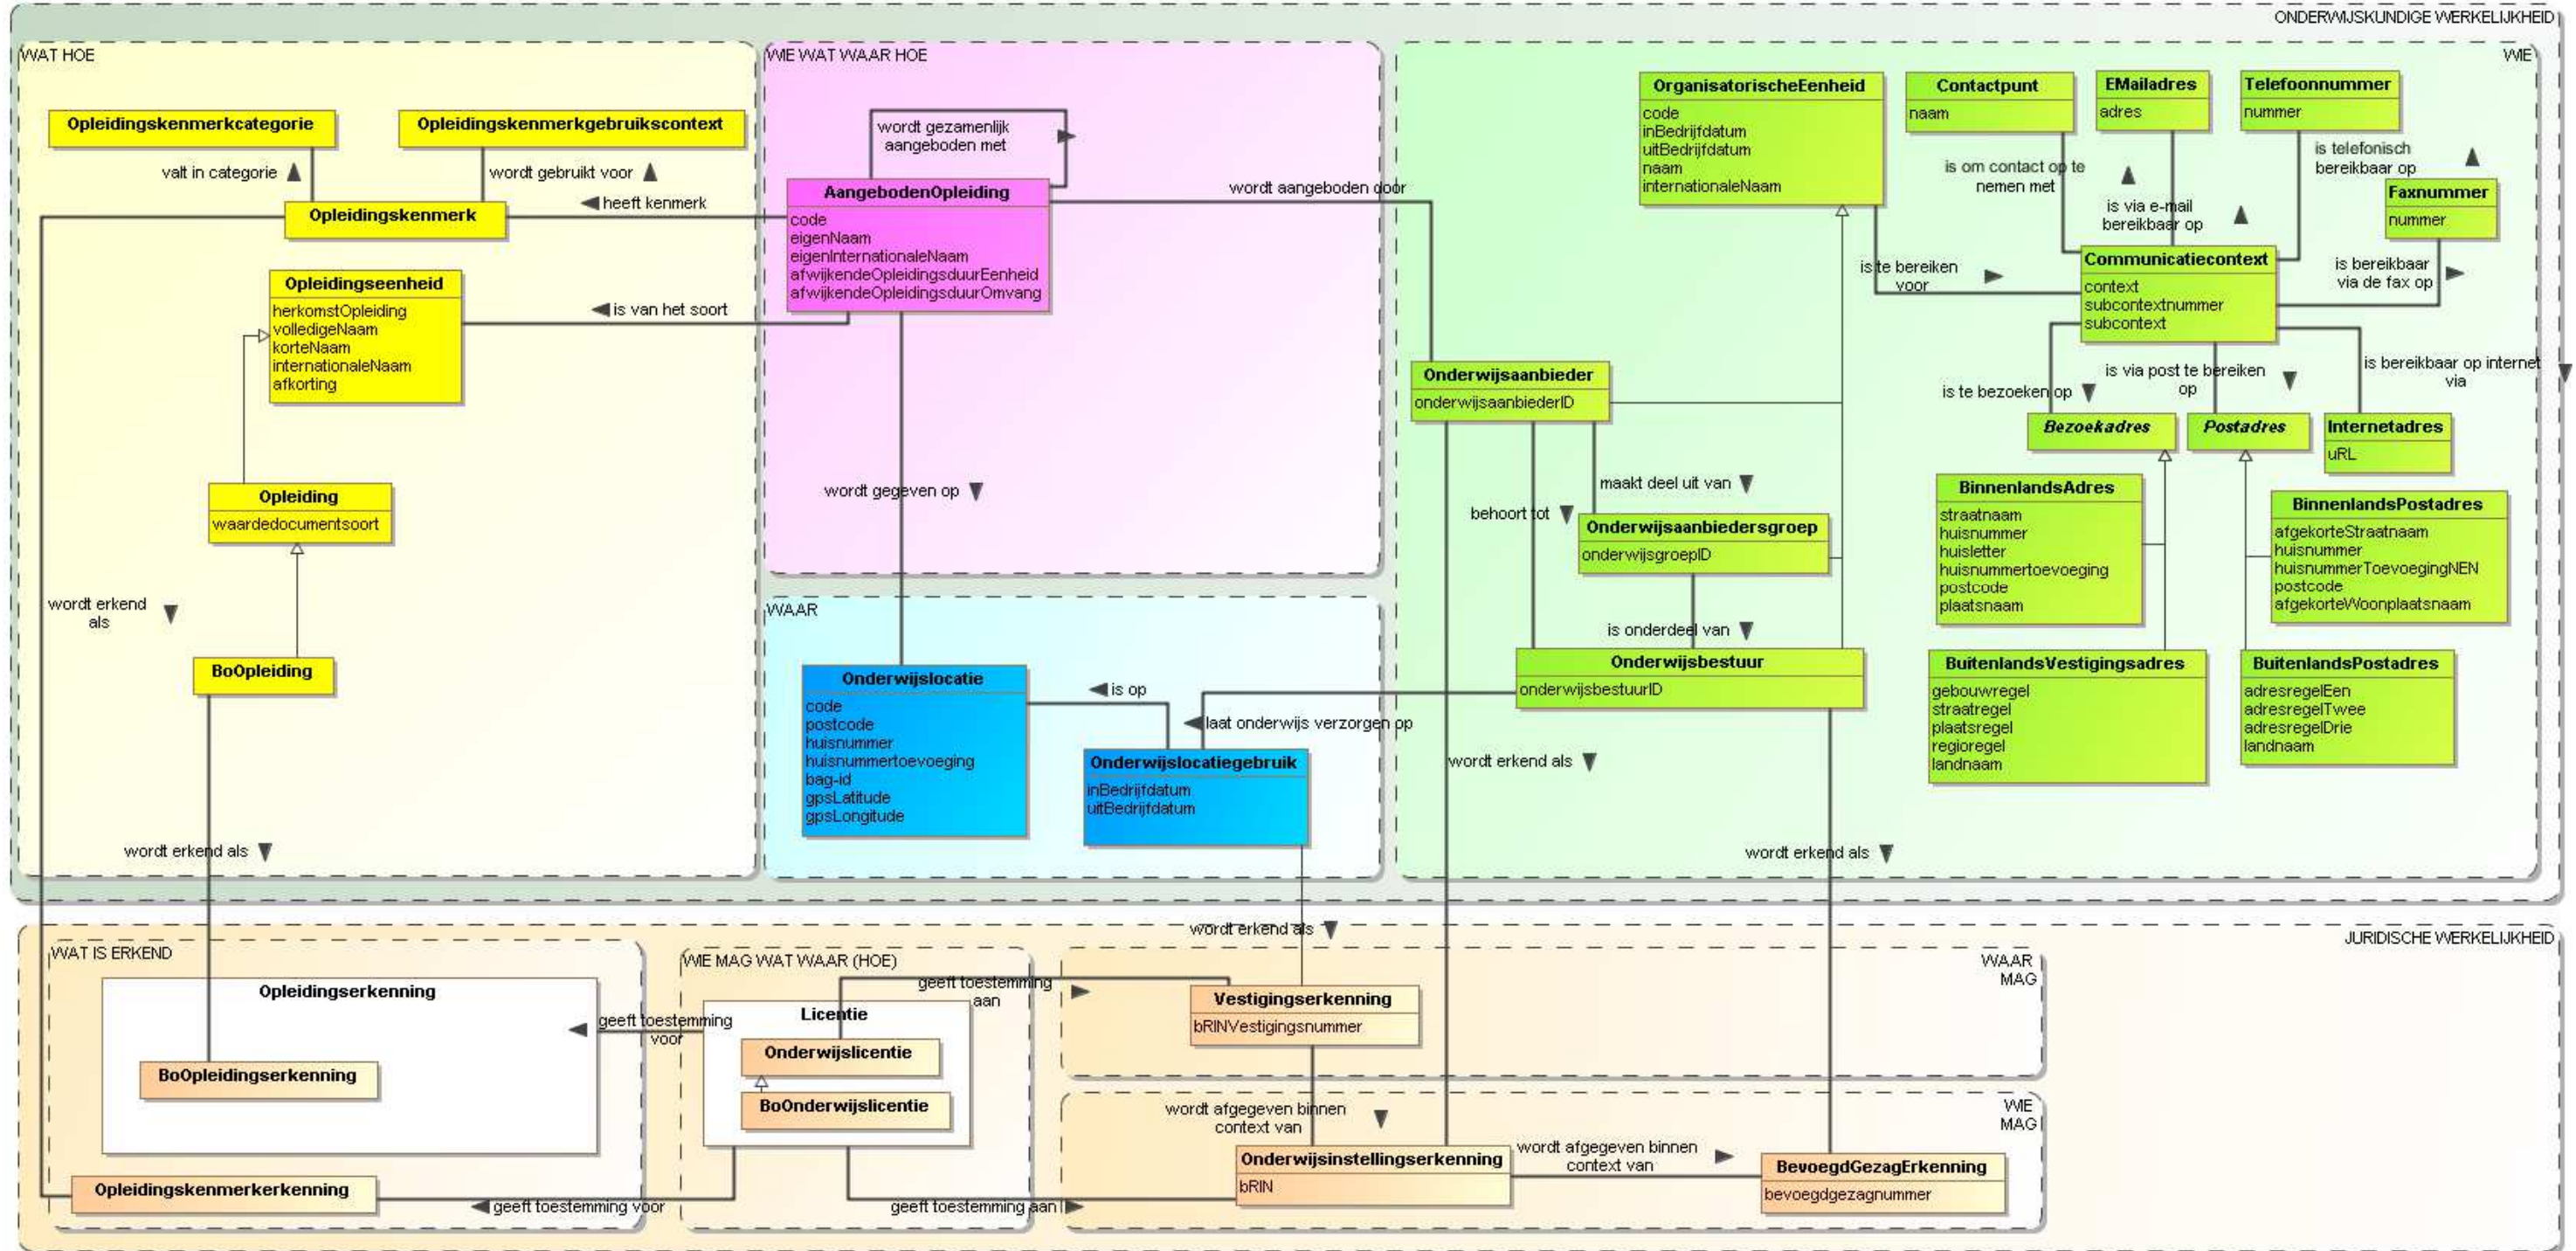 ONDERWIJSKUNDIGE WERKELIJKHEID
WAT HOE
Opleidingskenmerkcategorie
Opleidingskenmerkgebruikscontext
valt in categorie
wordt gebruikt voor
Opleidingskenmerk
heeft kenmerk
Opleidingseenheid
herkomstOpleiding
volledigeNaam
korteNaam
internationaleNaam
afkorting
is van het soort
Opleiding
waardedocumentsoort
wordt erkend
als
BoOpleiding
wordt erkend als
WIE WAT WAAR HOE
wordt gezamenlijk
aangeboden met
AangebodenOpleiding
code
eigenNaam
eigenInternationaleNaam
afwijkendeOpleidingsduurEenheid
afwijkendeOpleidingsduurOmvang
wordt aangeboden door
wordt gegeven op
WAAR
Onderwijslocatie
code
postcode
huisnummer
huisnummertoevoeging
bag-id
gpsLatitude
gpsLongitude
is op
laat onderwijs verzorgen op
Onderwijslocatiegebruik
inBedrijfdatum
uitBedrijfdatum
WIE
OrganisatorischeEenheid
code
inBedrijfdatum
uitBedrijfdatum
naam
internationaleNaam
Contactpunt
naam
EMailadres
adres
Telefoonnummer
nummer
is om contact op te
nemen met
is via e-mail
bereikbaar op
is telefonisch
bereikbaar op
Faxnummer
nummer
is te bereiken
voor
Communicatiecontext
context
subcontextnummer
subcontext
is bereikbaar
via de fax op
Onderwijsaanbieder
onderwijsaanbiederID
is te bezoeken op
is via post te bereiken
op
is bereikbaar op internet
via
Bezoekadres
Postadres
Internetadres
uRL
maakt deel uit van
behoort tot
Onderwijsaanbiedersgroep
onderwijsgroepID
BinnenlandsAdres
straatnaam
huisnummer
huisletter
huisnummertoevoeging
postcode
plaatsnaam
BinnenlandsPostadres
afgekorteStraatnaam
huisnummer
huisnummerToevoegingNEN
postcode
afgekorteWoonplaatsnaam
is onderdeel van
Onderwijsbestuur
onderwijsbestuurID
BuitenlandsVestigingsadres
gebouwregel
straatregel
plaatsregel
regioregel
landnaam
BuitenlandsPostadres
adresregelEen
adresregelTwee
adresregelDrie
landnaam
wordt erkend als
wordt erkend als
wordt erkend als
JURIDISCHE WERKELIJKHEID
WAT IS ERKEND
Opleidingserkenning
BoOpleidingserkenning
Opleidingskenmerkerkenning
WIE MAG WAT WAAR (HOE)
geeft toestemming
aan
geeft toestemming
voor
Licentie
Onderwijslicentie
BoOnderwijslicentie
geeft toestemming voor
geeft toestemming aan
WAAR
MAG
Vestigingserkenning
bRINVestigingsnummer
WIE
MAG
wordt afgegeven binnen
context van
Onderwijsinstellingserkenning
bRIN
wordt afgegeven binnen
context van
BevoegdGezagErkenning
bevoegdgezagnummer